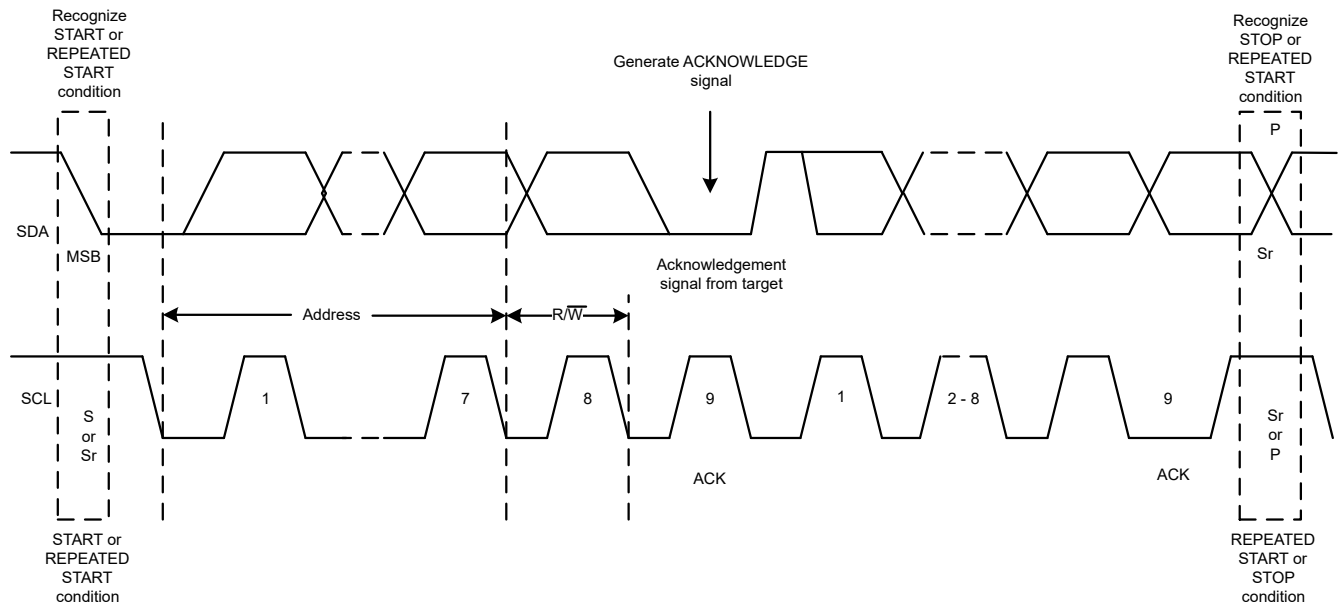 Recognize
START or
REPEATED
START
condition
Generate ACKNOWLEDGE
signal
Recognize
STOP or
REPEATED
START
condition
P
SDA
MSB
Acknowledgement
signal from target
Sr
Address
R/W̅
SCL
S
or
Sr
1
7
8
9
1
2 - 8
9
Sr
or
P
ACK
ACK
START or
REPEATED
START
condition
REPEATED
START or
STOP
condition